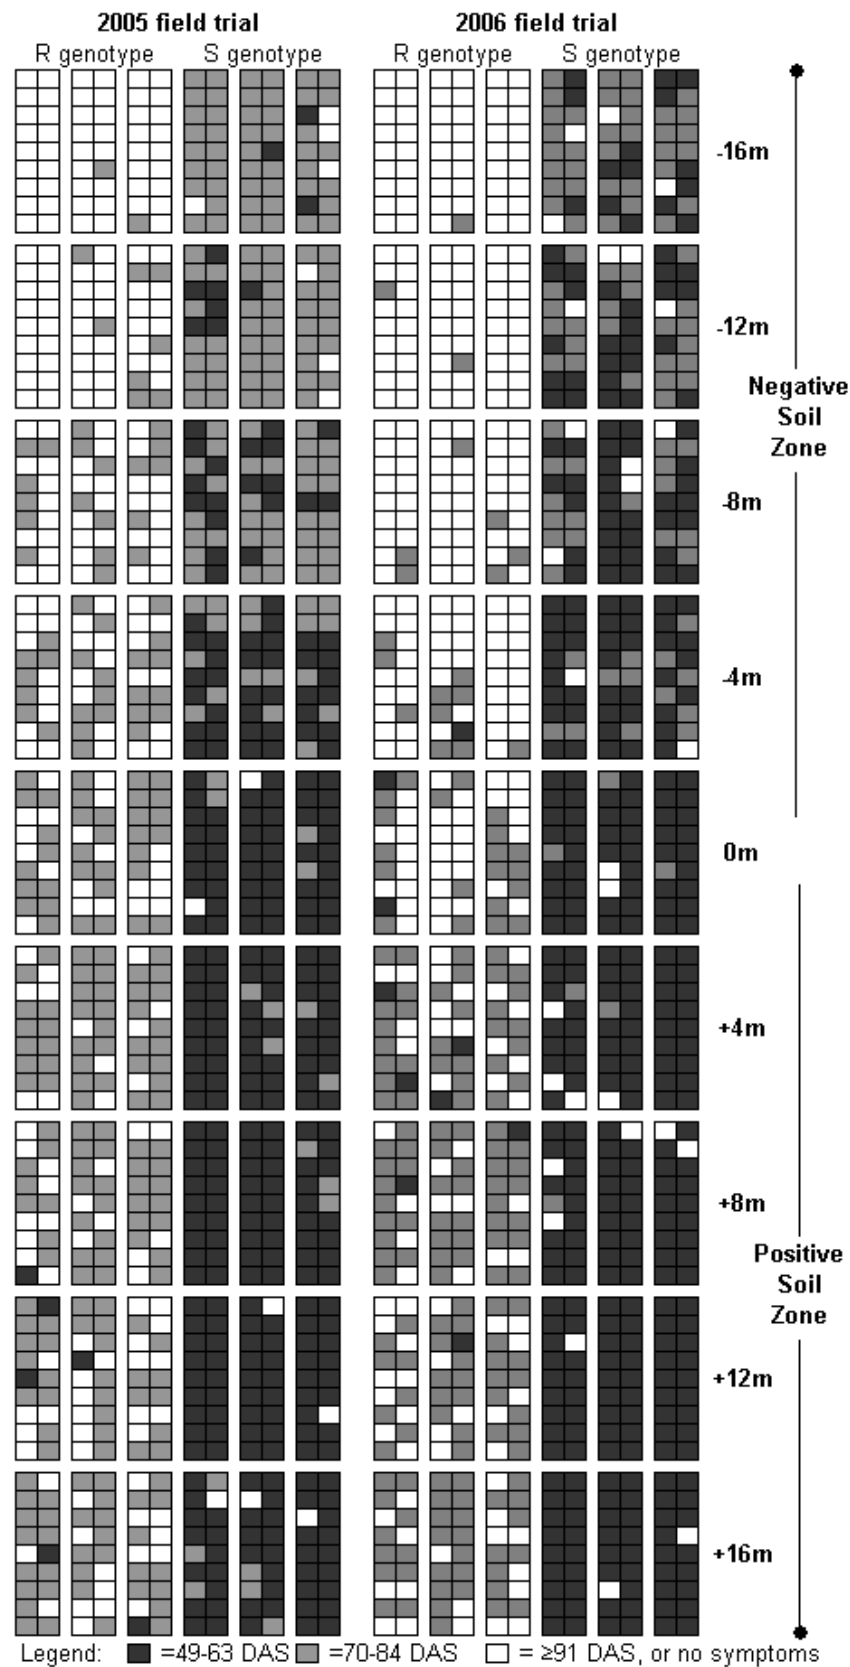 2005 field trial 2006 field trial
R genotype S genotype R genotype S genotype
-16m
-12m
Negative
Soil
Zone
-8m
-4m
0m
+4m
+8m
Positive
Soil
Zone
+12m
+16m
Legend: =49-63 DAS =70-84 DAS = ≥91 DAS, or no symptoms